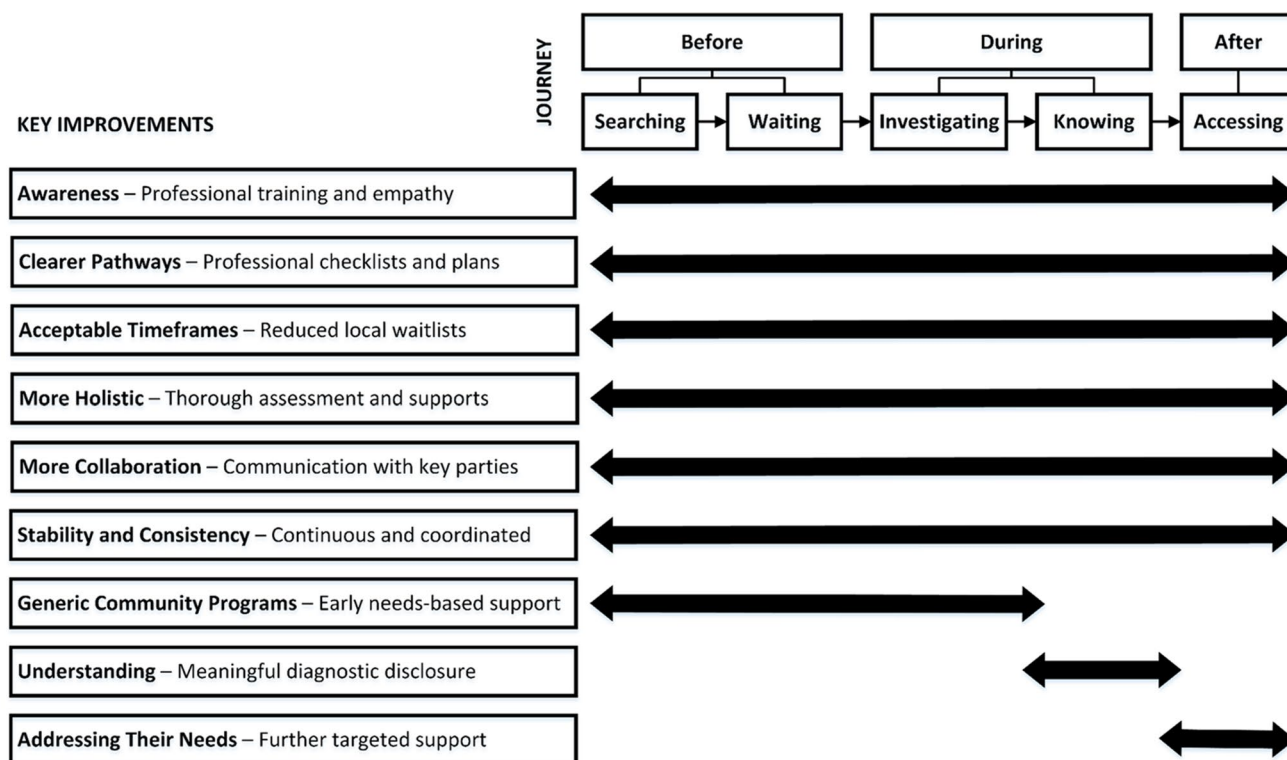 JOURNEY
Before
During
After
KEY IMPROVEMENTS
Searching
Waiting
Investigating
Knowing
Accessing
Awareness – Professional training and empathy
Clearer Pathways – Professional checklists and plans
Acceptable Timeframes – Reduced local waitlists
More Holistic – Thorough assessment and supports
More Collaboration – Communication with key parties
Stability and Consistency – Continuous and coordinated
Generic Community Programs – Early needs-based support
Understanding – Meaningful diagnostic disclosure
Addressing Their Needs – Further targeted support